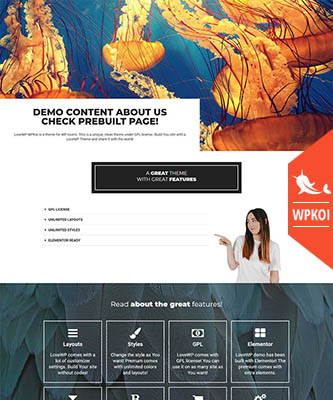 DEMO CONTENT ABOUT US
CHECK PREBUILT PAGE!
LoveWP WPKoi is a theme for WP lovers. This is a unique, clean theme under GPL license. Build Your site with a
LoveWP Theme and share it with the world!
A GREAT THEME
WITH GREAT FEATURES
GPL LICENSE
UNLIMITED LAYOUTS
UNLIMITED STYLES
ELEMENTOR READY
WPKOI
Read about the great features!
Layouts
LoveWP comes with
a lot of customizer
settings. Build Your site
without codes!
Styles
Change the style as You
want! Premium comes
with unlimited colors
and layouts!
GPL
LoveWP comes with
GPL license! You can
use it on as many site as
You want!
Elementor
LoveWP demo has been
built with Elementor! The
premium comes with
extra elements.